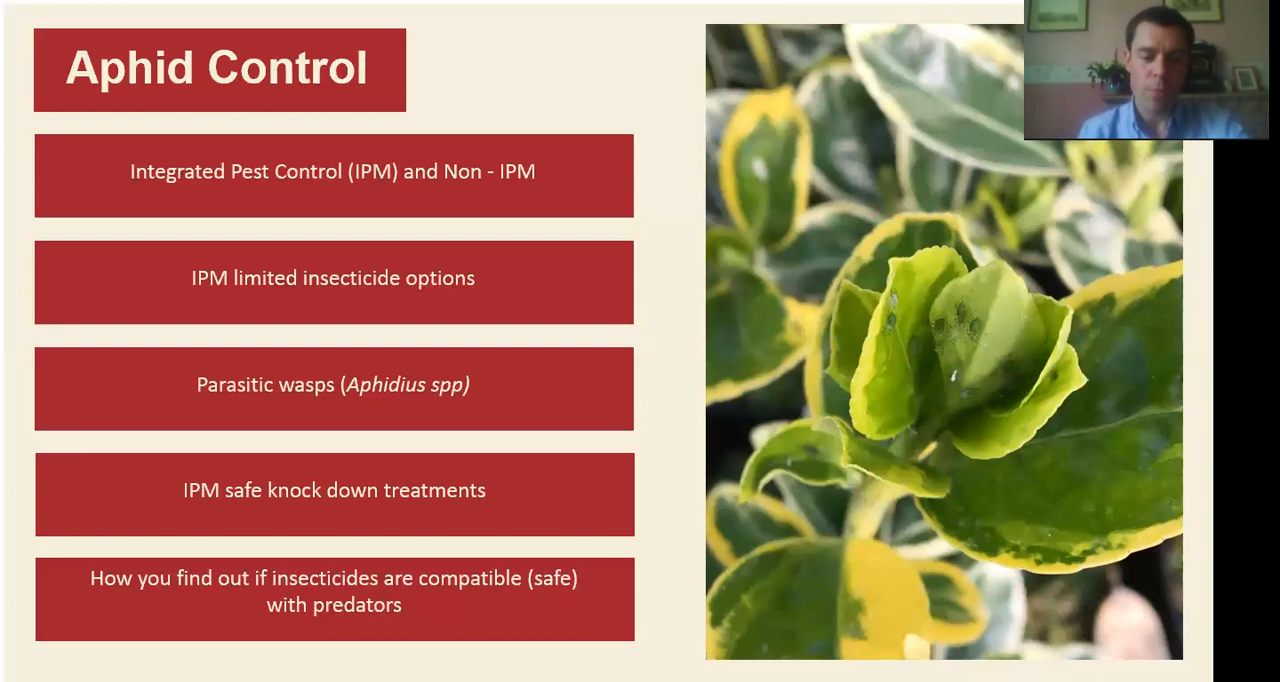 Aphid Control
Integrated Pest Control (IPM) and Non - IPM
IPM limited insecticide options
Parasitic wasps (Aphidius spp)
IPM safe knock down treatments
How you find out if insecticides are compatible (safe)
with predators